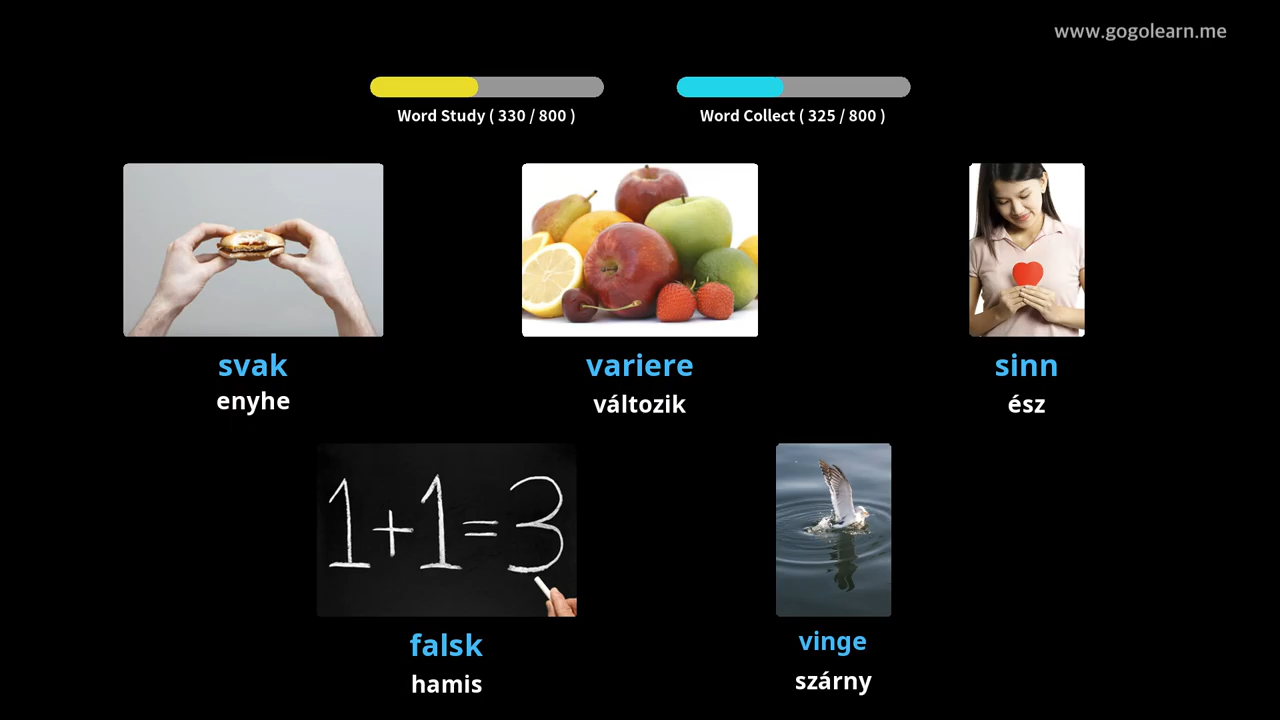 www.gogolearn.me
Word Study ( 330 / 800 )
Word Collect ( 325 / 800 )
svak
enyhe
variere
változik
sinn
ész
1+1=3
falsk
hamis
vinge
szárny